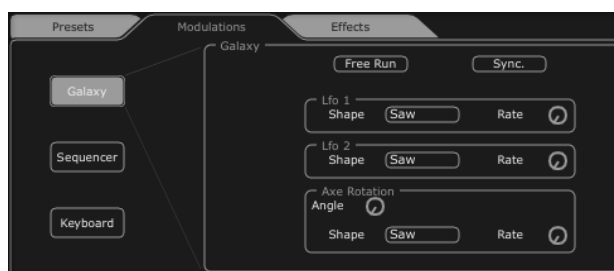 Presets Modulations Effects
Galaxy
Free Run Sync.
Galaxy
Lfo 1
Shape Saw Rate
Sequencer
Lfo 2
Shape Saw Rate
Axe Rotation
Angle
Keyboard
Shape Saw Rate